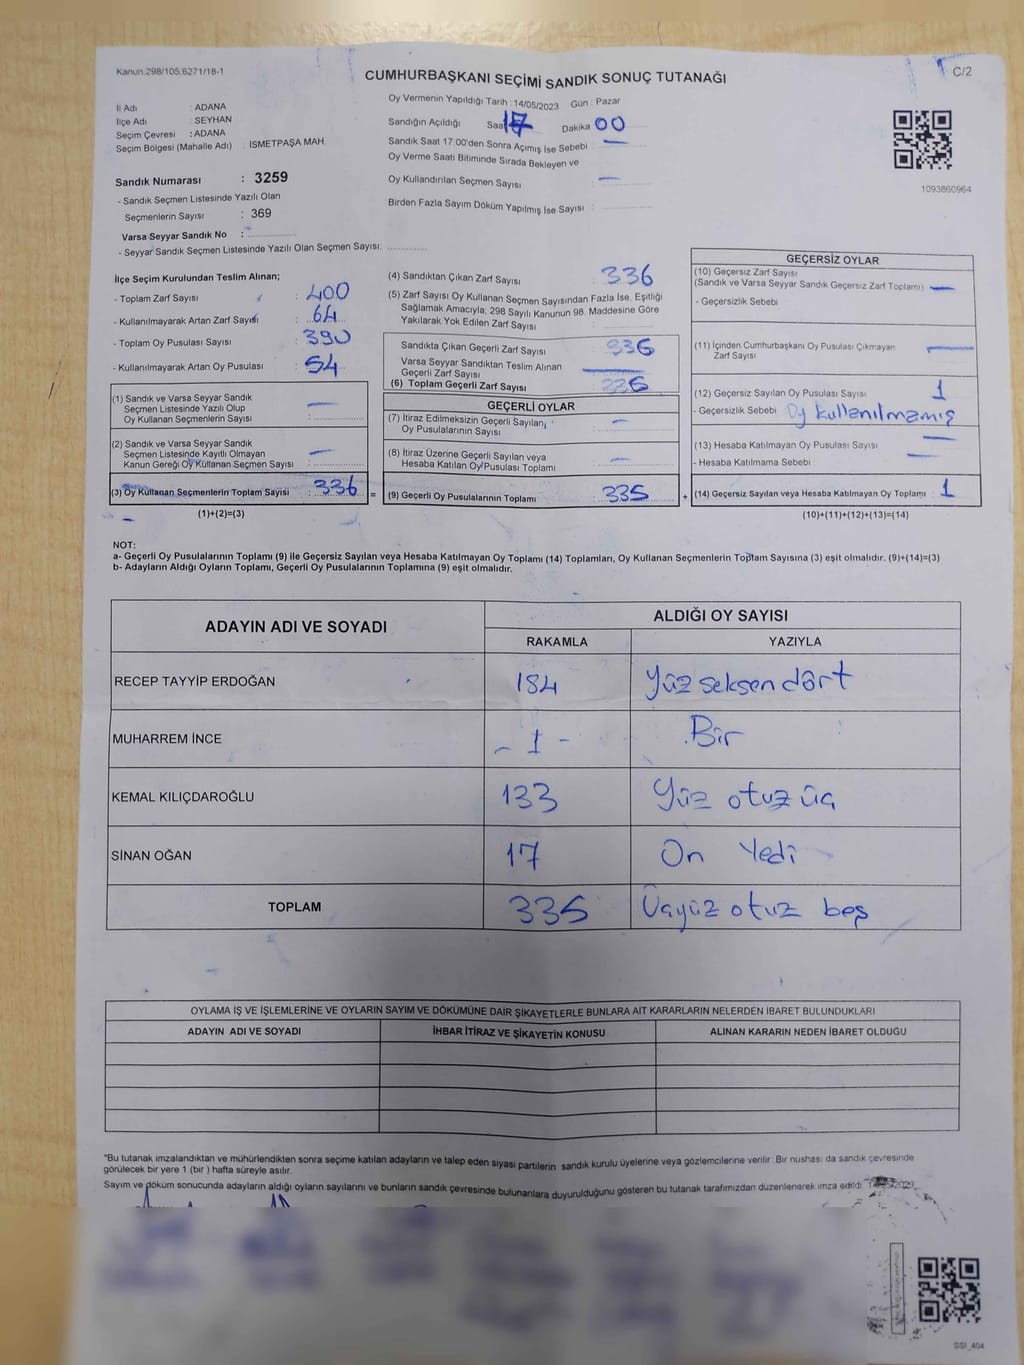 Kanun 298/105,6271/18-1
CUMHURBAŞKANI SEÇİMİ SANDIK SONUÇ TUTANAĞI
C/2
İl Adı : ADANA
İlçe Adı : SEYHAN
Seçim Çevresi : ADANA
Seçim Bölgesi (Mahalle Adı) : İSMETPAŞA MAH.
Sandık Numarası : 3259
- Sandık Seçmen Listesinde Yazılı Olan
Seçmenlerin Sayısı : 369
Varsa Seyyar Sandık No :
- Seyyar Sandık Seçmen Listesinde Yazılı Olan Seçmen Sayısı:
Oy Vermenin Yapıldığı Tarih : 14/05/2023 Gün : Pazar
Sandığın Açıldığı Saat 17 Dakika 00
Sandık Saat 17:00'den Sonra Açımış İse Sebebi : —
Oy Verme Saati Bitiminde Sırada Bekleyen ve
Oy Kullandırılan Seçmen Sayısı : —
Birden Fazla Sayım Döküm Yapılmış İse Sayısı :
1093860964
İlçe Seçim Kurulundan Teslim Alınan;
- Toplam Zarf Sayısı : 400
- Kullanılmayarak Artan Zarf Sayısı : 64
- Toplam Oy Pusulası Sayısı : 390
- Kullanılmayarak Artan Oy Pusulası : 54
(1) Sandık ve Varsa Seyyar Sandık
Seçmen Listesinde Yazılı Olup
Oy Kullanan Seçmenlerin Sayısı : —
(2) Sandık ve Varsa Seyyar Sandık
Seçmen Listesinde Kayıtlı Olmayan
Kanun Gereği Oy Kullanan Seçmen Sayısı : —
(3) Oy Kullanan Seçmenlerin Toplam Sayısı : 336 =
(1)+(2)=(3)
(4) Sandıktan Çıkan Zarf Sayısı : 336
(5) Zarf Sayısı Oy Kullanan Seçmen Sayısından Fazla İse, Eşitliği
Sağlamak Amacıyla, 298 Sayılı Kanunun 98. Maddesine Göre
Yakılarak Yok Edilen Zarf Sayısı :
Sandıkta Çıkan Geçerli Zarf Sayısı : 336
Varsa Seyyar Sandıktan Teslim Alınan
Geçerli Zarf Sayısı : —
(6) Toplam Geçerli Zarf Sayısı : 336
GEÇERLİ OYLAR
(7) İtiraz Edilmeksizin Geçerli Sayılan,
Oy Pusulalarının Sayısı : —
(8) İtiraz Üzerine Geçerli Sayılan veya
Hesaba Katılan Oy Pusulası Toplamı : —
(9) Geçerli Oy Pusulalarının Toplamı : 335 +
GEÇERSİZ OYLAR
(10) Geçersiz Zarf Sayısı
(Sandık ve Varsa Seyyar Sandık Geçersiz Zarf Toplamı) : —
- Geçersizlik Sebebi :
(11) İçinden Cumhurbaşkanı Oy Pusulası Çıkmayan : —
Zarf Sayısı
(12) Geçersiz Sayılan Oy Pusulası Sayısı : 1
- Geçersizlik Sebebi : Oy kullanılmamış
(13) Hesaba Katılmayan Oy Pusulası Sayısı : —
- Hesaba Katılmama Sebebi : —
(14) Geçersiz Sayılan veya Hesaba Katılmayan Oy Toplamı : 1
(10)+(11)+(12)+(13)=(14)
NOT:
a- Geçerli Oy Pusulalarının Toplamı (9) ile Geçersiz Sayılan veya Hesaba Katılmayan Oy Toplamı (14) Toplamları, Oy Kullanan Seçmenlerin Toplam Sayısına (3) eşit olmalıdır. (9)+(14)=(3)
b- Adayların Aldığı Oyların Toplamı, Geçerli Oy Pusulalarının Toplamına (9) eşit olmalıdır.
ADAYIN ADI VE SOYADI
ALDIĞI OY SAYISI
RAKAMLA YAZIYLA
RECEP TAYYİP ERDOĞAN 184 Yüz seksen dört
MUHARREM İNCE - 1 - Bir
KEMAL KILIÇDAROĞLU 133 Yüz otuz üç
SİNAN OĞAN 17 On Yedi
TOPLAM 335 Üçyüz otuz beş
OYLAMA İŞ VE İŞLEMLERİNE VE OYLARIN SAYIM VE DÖKÜMÜNE DAİR ŞİKAYETLERLE BUNLARA AİT KARARLARIN NELERDEN İBARET BULUNDUKLARI
ADAYIN ADI VE SOYADI İHBAR İTİRAZ VE ŞİKAYETİN KONUSU ALINAN KARARIN NEDEN İBARET OLDUĞU
*Bu tutanak imzalandıktan ve mühürlendikten sonra seçime katılan adayların ve talep eden siyasi partilerin sandık kurulu üyelerine veya gözlemcilerine verilir. Bir nüshası da sandık çevresinde
görülecek bir yere 1 (bir) hafta süreyle asılır.
Sayım ve döküm sonucunda adayların aldığı oyların sayılarını ve bunların sandık çevresinde bulunanlara duyurulduğunu gösteren bu tutanak tarafımızdan düzenlenerek imza edildi.
SSI_404